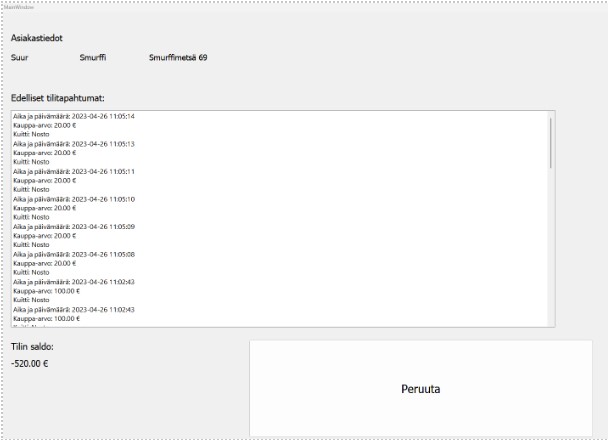 MainWindow
Asiakastiedot
Suur Smurffi Smurffimetsä 69
Edelliset tilitapahtumat:
Aika ja päivämäärä: 2023-04-26 11:05:14
Kauppa-arvo: 20.00 €
Kuitti: Nosto
Aika ja päivämäärä: 2023-04-26 11:05:13
Kauppa-arvo: 20.00 €
Kuitti: Nosto
Aika ja päivämäärä: 2023-04-26 11:05:11
Kauppa-arvo: 20.00 €
Kuitti: Nosto
Aika ja päivämäärä: 2023-04-26 11:05:10
Kauppa-arvo: 20.00 €
Kuitti: Nosto
Aika ja päivämäärä: 2023-04-26 11:05:09
Kauppa-arvo: 20.00 €
Kuitti: Nosto
Aika ja päivämäärä: 2023-04-26 11:05:08
Kauppa-arvo: 20.00 €
Kuitti: Nosto
Aika ja päivämäärä: 2023-04-26 11:02:43
Kauppa-arvo: 100.00 €
Kuitti: Nosto
Aika ja päivämäärä: 2023-04-26 11:02:43
Kauppa-arvo: 100.00 €
Tilin saldo:
-520.00 €
Peruuta